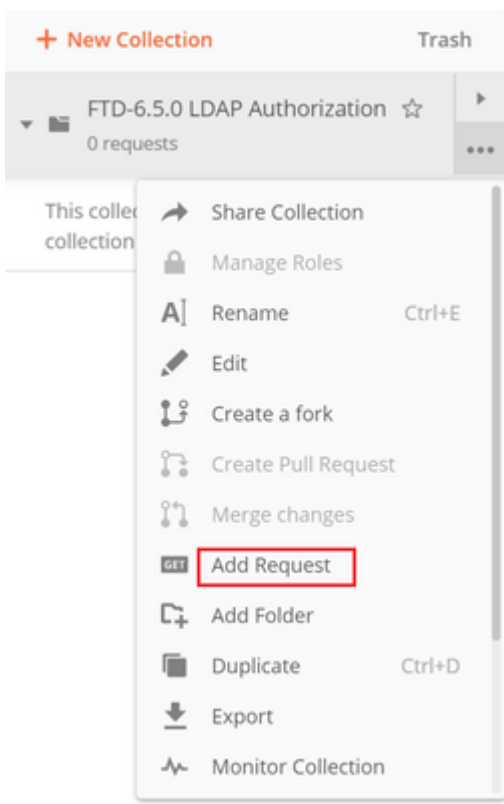 + New Collection Trash
FTD-6.5.0 LDAP Authorization
0 requests
This collec
collection
Share Collection
Manage Roles
Rename Ctrl+E
Edit
Create a fork
Create Pull Request
Merge changes
GET Add Request
Add Folder
Duplicate Ctrl+D
Export
Monitor Collection